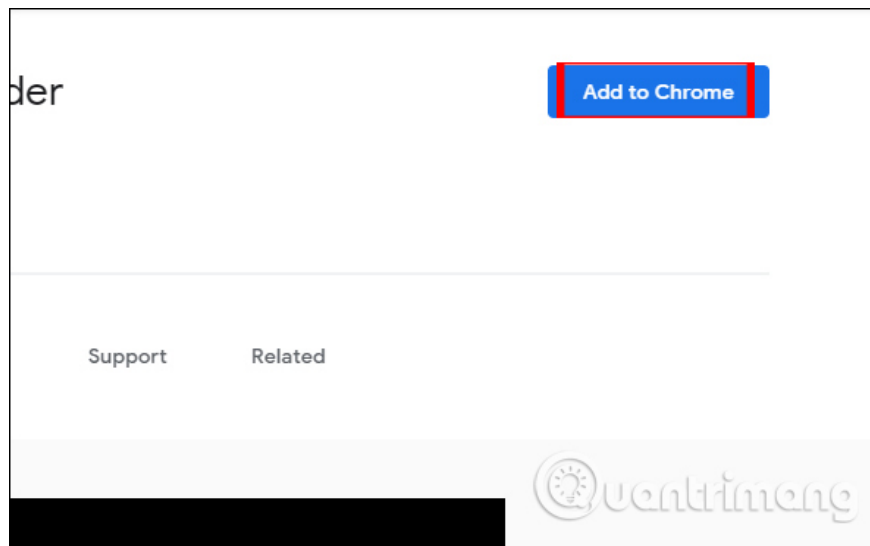 der
Add to Chrome
Support
Related
Quantrimang